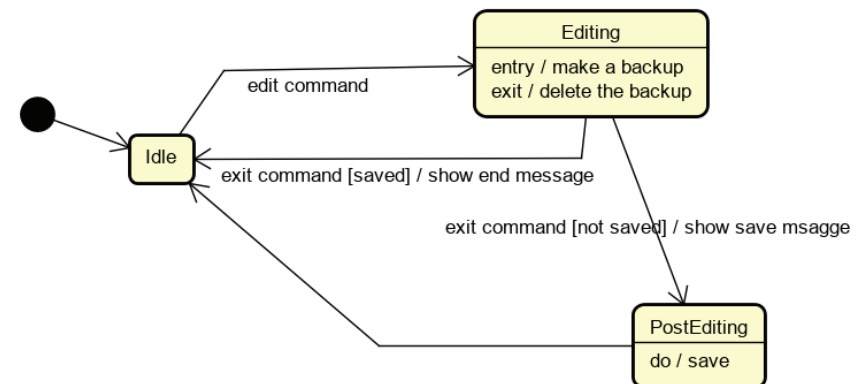 Editing
entry / make a backup
exit / delete the backup
edit command
Idle
exit command [saved] / show end message
exit command [not saved] / show save msagge
PostEditing
do / save